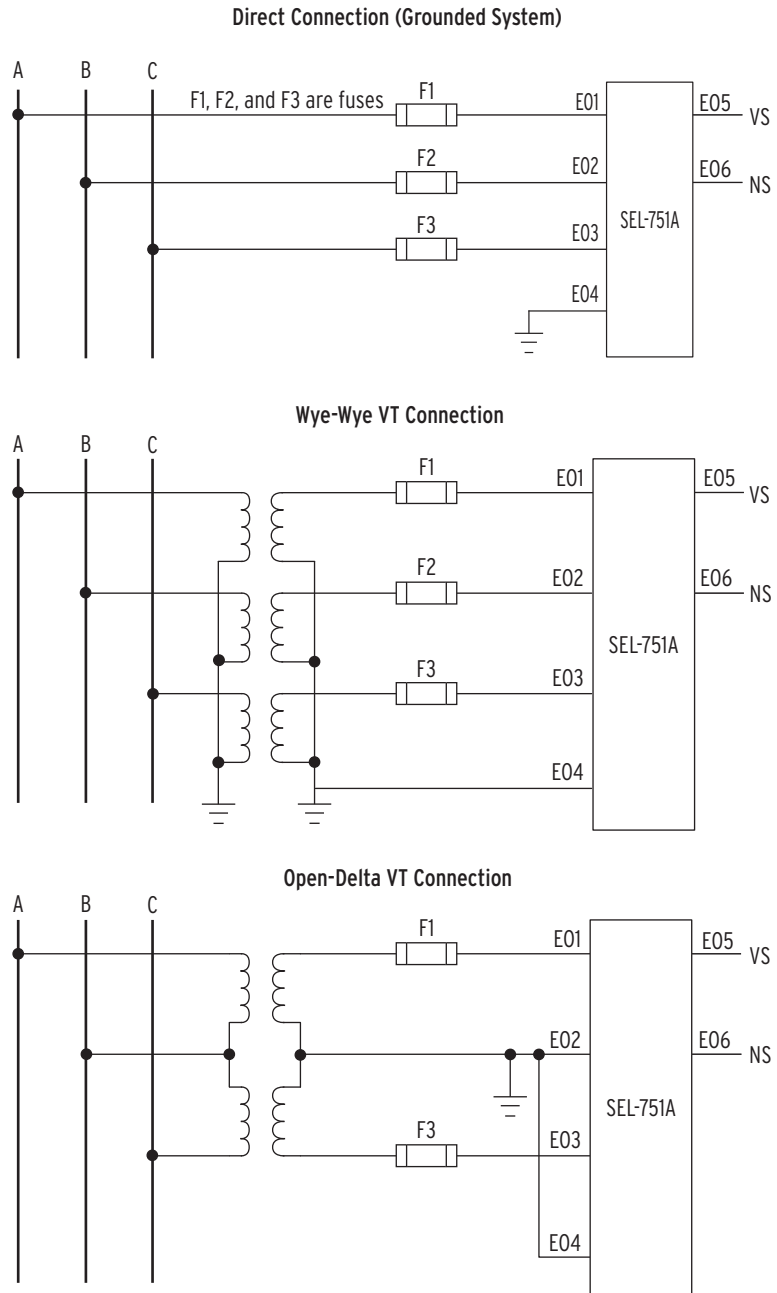 Direct Connection (Grounded System)
A B C
F1, F2, and F3 are fuses
F1
E01
E05
VS
F2
E02
E06
NS
F3
E03
SEL-751A
E04
Wye-Wye VT Connection
A B C
F1
E01
E05
VS
F2
E02
E06
NS
F3
E03
SEL-751A
E04
Open-Delta VT Connection
A B C
F1
E01
E05
VS
E02
E06
NS
SEL-751A
F3
E03
E04